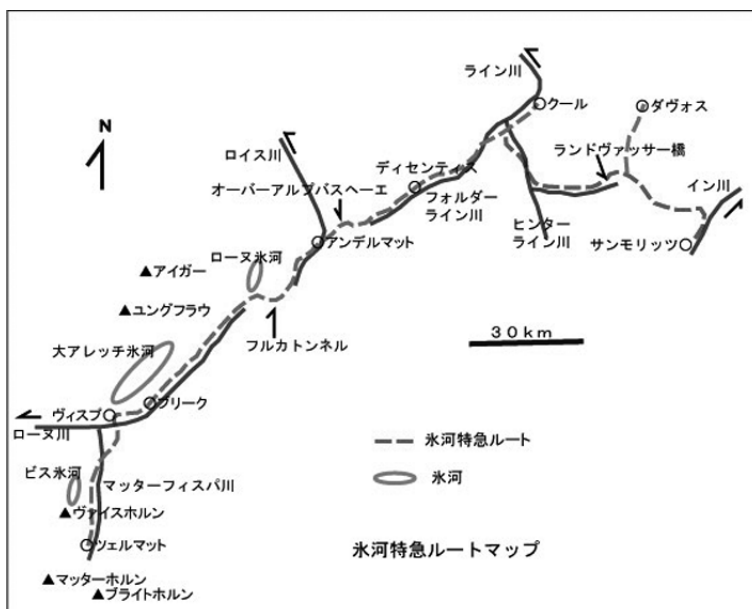 ライン川
クール
ダヴォス
N
ロイス川
ランドヴァッサー橋
ディセンティス
オーバーアルプパスヘーエ
フォルダー
ライン川
イン川
ヒンター
ライン川
サンモリッツ
アンデルマット
ローヌ氷河
▲アイガー
▲ユングフラウ
30km
フルカトンネル
大アレッチ氷河
ブリーク
ヴィスプ
ローヌ川
氷河特急ルート
ビス氷河
マッターフィスパ川
氷河
▲ヴァイスホルン
ツェルマット
氷河特急ルートマップ
▲マッターホルン
▲ブライトホルン